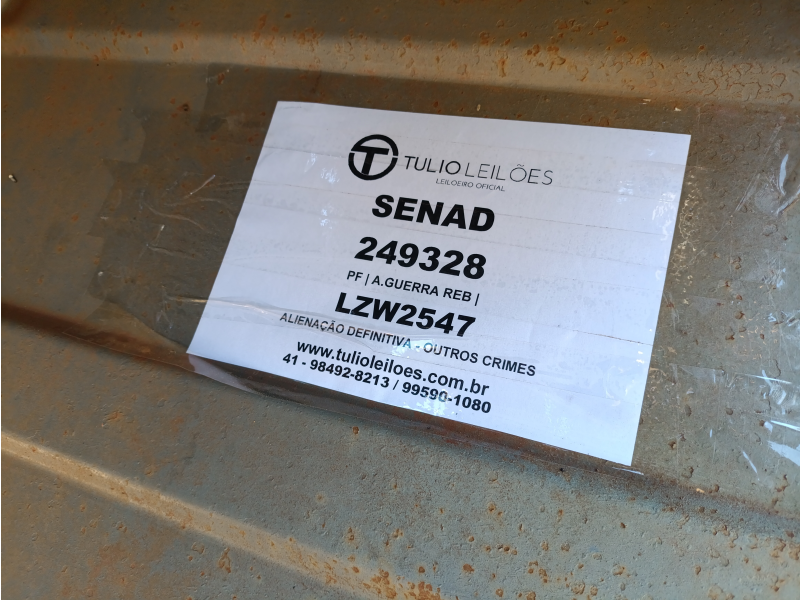 TULIO LEILÕES
LEILOEIRO OFICIAL
SENAD
249328
PF | A.GUERRA REB |
LZW2547
ALIENAÇÃO DEFINITIVA - OUTROS CRIMES
www.tulioleiloes.com.br
41 - 98492-8213 / 99590-1080